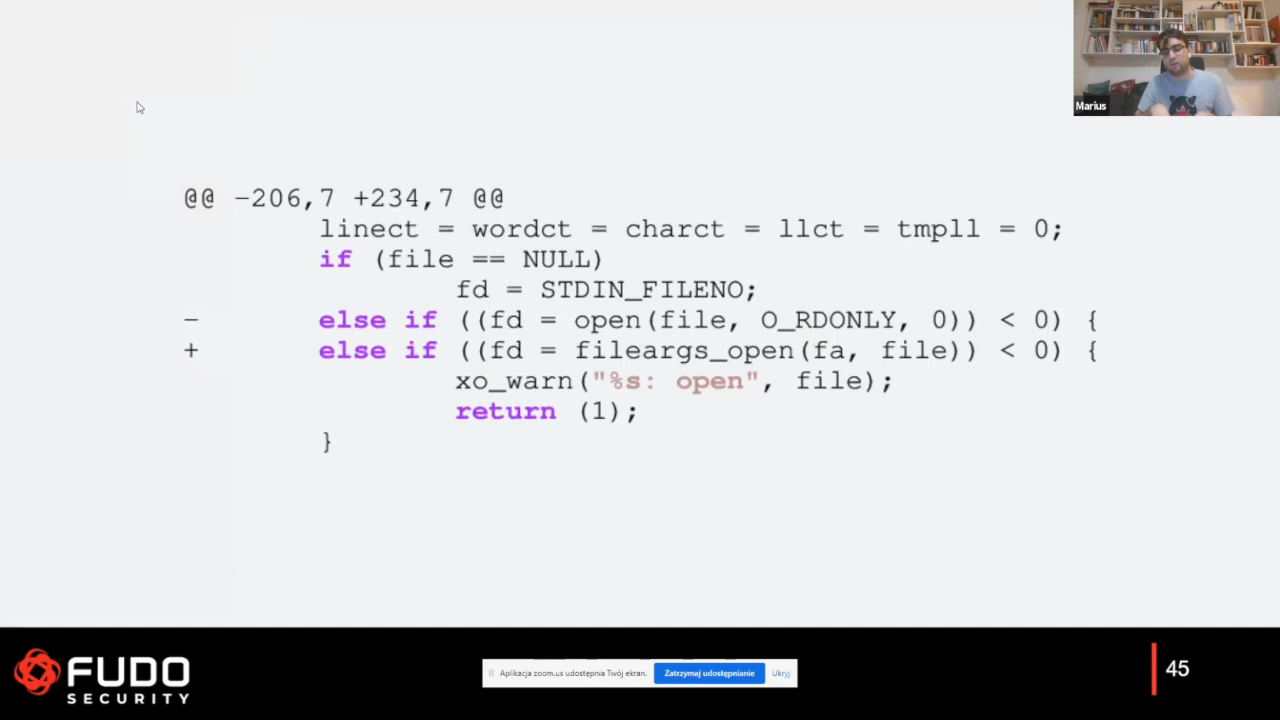 Marius
@@ -206,7 +234,7 @@
linect = wordct = charct = llct = tmpll = 0;
if (file == NULL)
fd = STDIN_FILENO;
- else if ((fd = open(file, O_RDONLY, 0)) < 0) {
+ else if ((fd = fileargs_open(fa, file)) < 0) {
xo_warn("%s: open", file);
return (1);
}
FUDO
SECURITY
Aplikacja zoom.us udostępnia Twój ekran. Zatrzymaj udostępnianie Ukryj
45